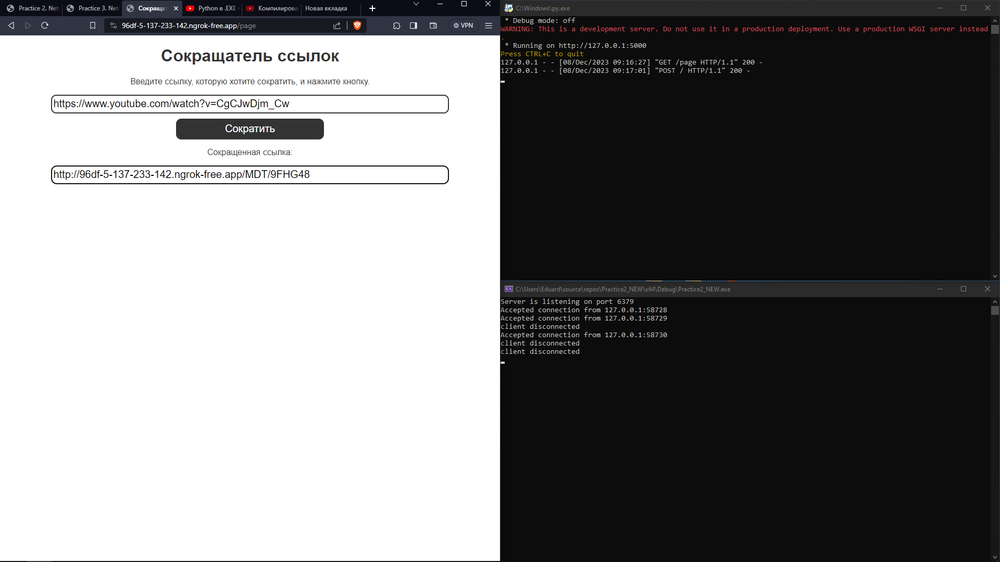 Practice 2. Net
Practice 3. Net
Сокраща
Python в .EXE
Компилирова
Новая вкладка
96df-5-137-233-142.ngrok-free.app/page
VPN
Сокращатель ссылок
Введите ссылку, которую хотите сократить, и нажмите кнопку.
https://www.youtube.com/watch?v=CgCJwDjm_Cw
Сократить
Сокращенная ссылка:
http://96df-5-137-233-142.ngrok-free.app/MDT/9FHG48
C:\Windows\py.exe
* Debug mode: off
WARNING: This is a development server. Do not use it in a production deployment. Use a production WSGI server instead
.
* Running on http://127.0.0.1:5000
Press CTRL+C to quit
127.0.0.1 - - [08/Dec/2023 09:16:27] "GET /page HTTP/1.1" 200 -
127.0.0.1 - - [08/Dec/2023 09:17:01] "POST / HTTP/1.1" 200 -
C:\Users\Eduard\source\repos\Practice2_NEW\x64\Debug\Practice2_NEW.exe
Server is listening on port 6379
Accepted connection from 127.0.0.1:58728
Accepted connection from 127.0.0.1:58729
client disconnected
Accepted connection from 127.0.0.1:58730
client disconnected
client disconnected